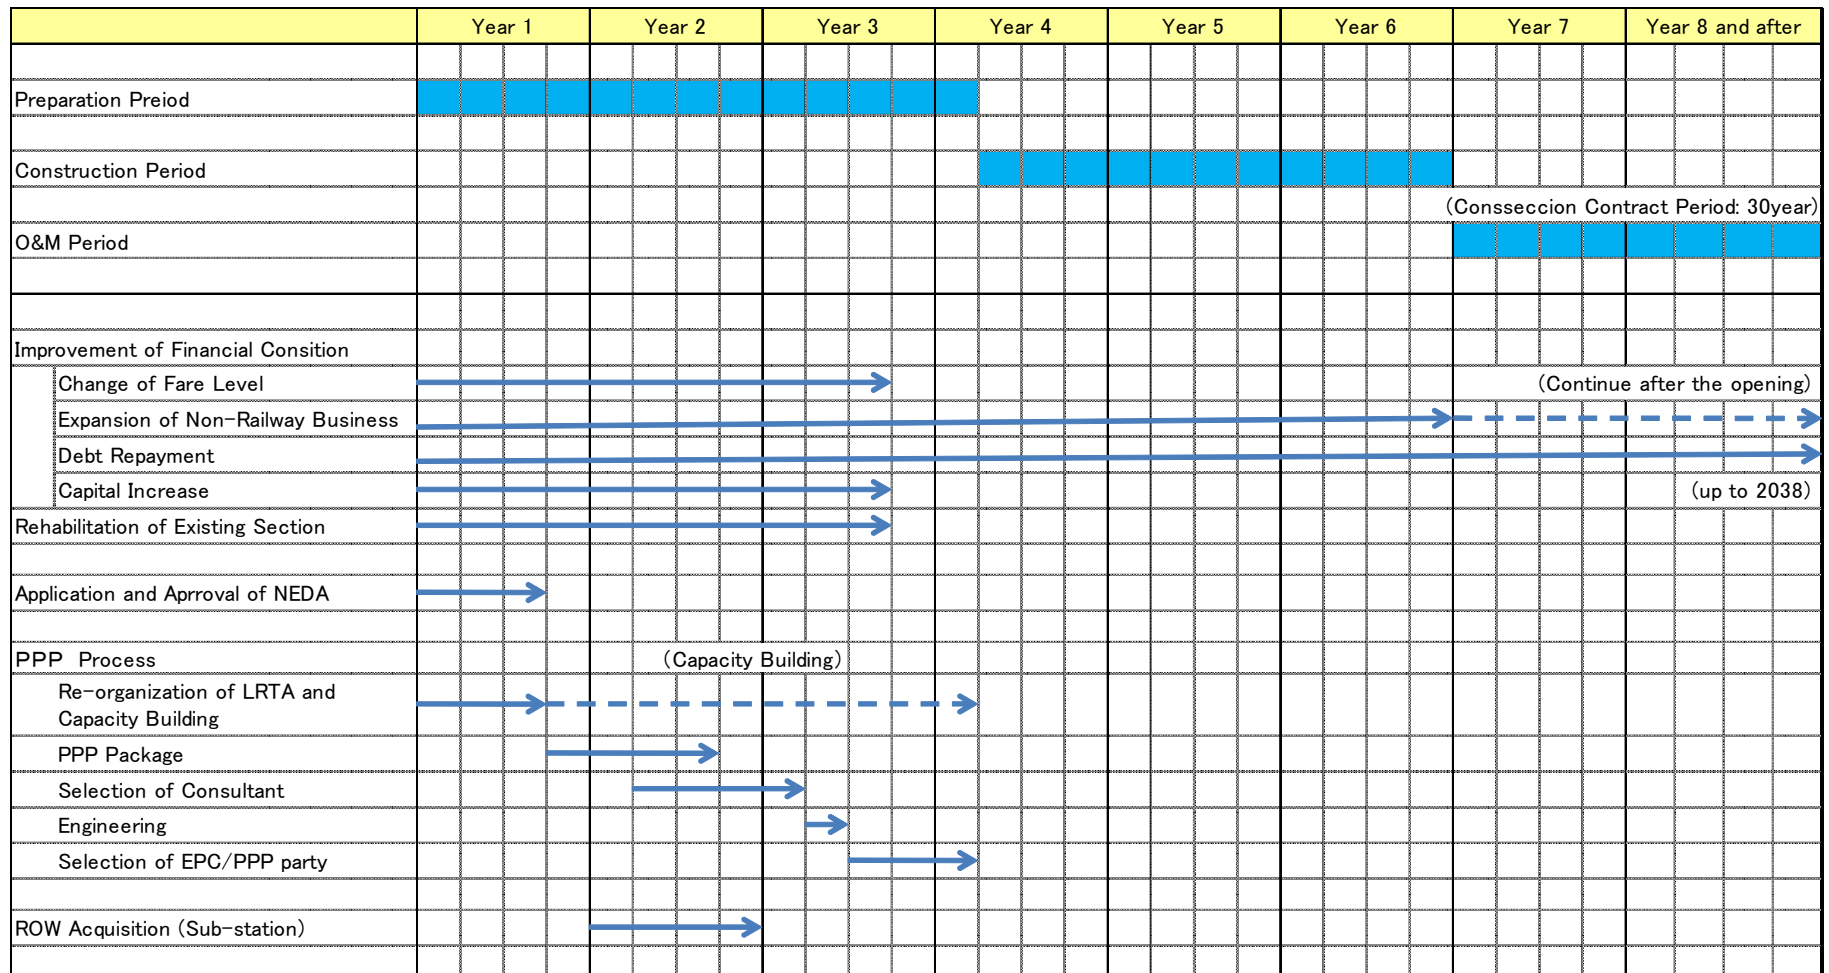 Year 1 Year 2 Year 3 Year 4 Year 5 Year 6 Year 7 Year 8 and after
Preparation Preiod
Construction Period
(Consseccion Contract Period: 30year)
O&M Period
Improvement of Financial Consition
Change of Fare Level (Continue after the opening)
Expansion of Non-Railway Business
Debt Repayment
Capital Increase (up to 2038)
Rehabilitation of Existing Section
Application and Aprroval of NEDA
PPP Process (Capacity Building)
Re-organization of LRTA and
Capacity Building
PPP Package
Selection of Consultant
Engineering
Selection of EPC/PPP party
ROW Acquisition (Sub-station)